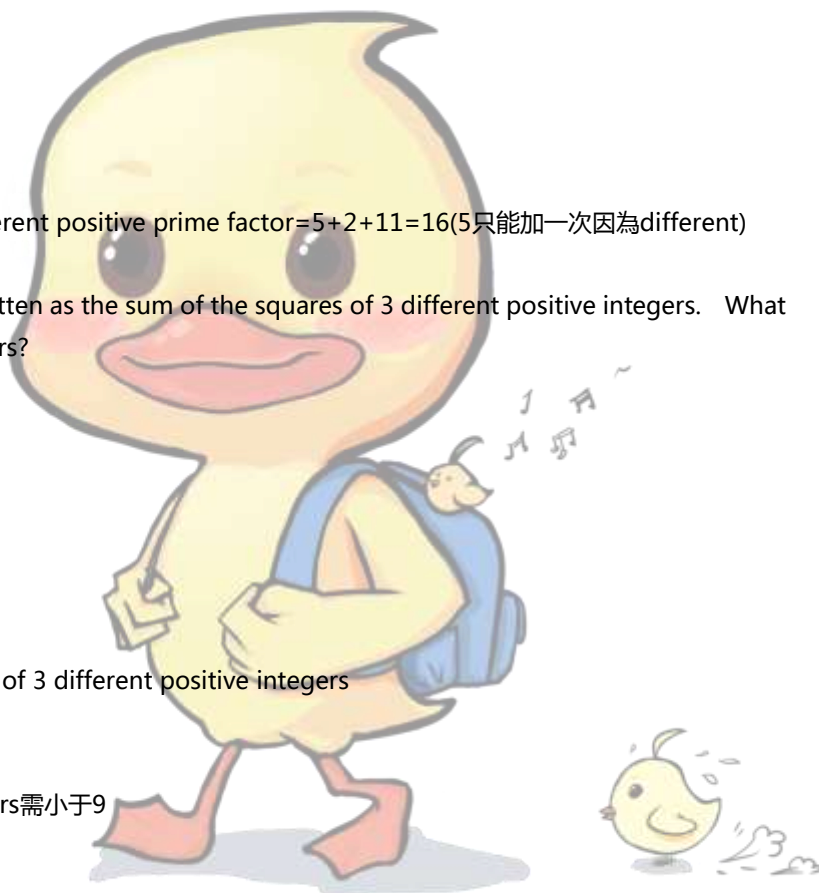 erent positive prime factor=5+2+11=16(5只能加一次因為different)
tten as the sum of the squares of 3 different positive integers. What
rs?
of 3 different positive integers
rs需小于9